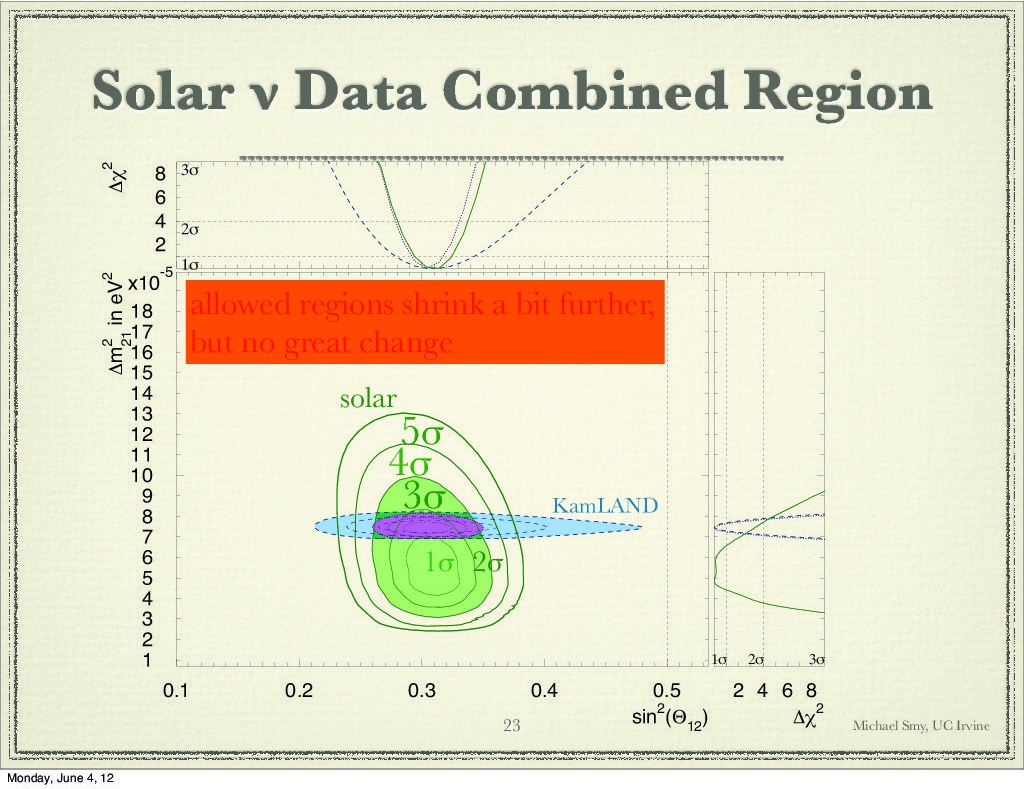 Solar ν Data Combined Region
Δχ²
8
6
4
2
3σ
2σ
1σ
x10⁻⁵
Δm²₂₁ in eV²
18
17
16
15
14
13
12
11
10
9
8
7
6
5
4
3
2
1
allowed regions shrink a bit further,
but no great change
solar
5σ
4σ
3σ
KamLAND
1σ 2σ
1σ 2σ 3σ
0.1 0.2 0.3 0.4 0.5
2 4 6 8
sin²(Θ₁₂)
Δχ²
23
Michael Smy, UC Irvine
Monday, June 4, 12